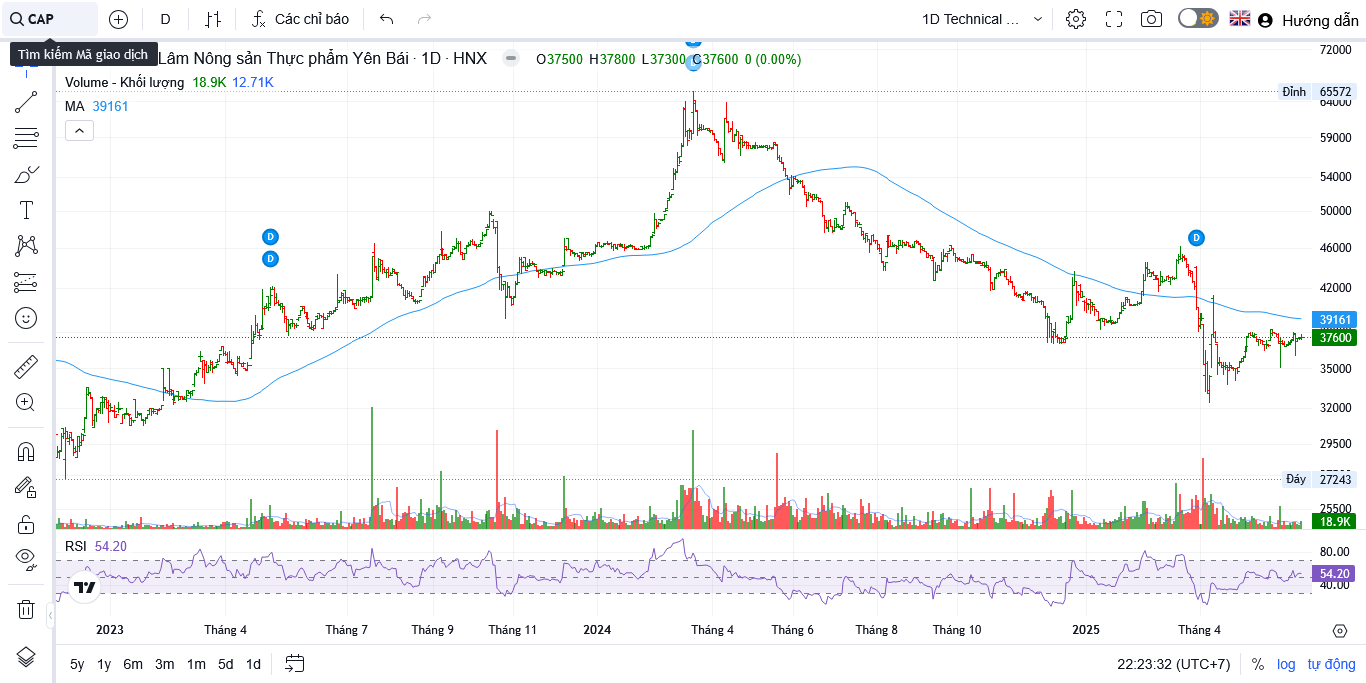 CAP D Các chỉ báo 1D Technical ... Hướng dẫn
Tìm kiếm Mã giao dịch
Lâm Nông sản Thực phẩm Yên Bái · 1D · HNX O37500 H37800 L37300 C37600 0 (0.00%)
Volume - Khối lượng 18.9K 12.71K
MA 39161
72000
Đỉnh 65572
64000
59000
54000
50000
46000
42000
39161
37600
35000
32000
29500
Đáy 27243
25500
18.9K
D
D
D
RSI 54.20
80.00
54.20
40.00
2023 Tháng 4 Tháng 7 Tháng 9 Tháng 11 2024 Tháng 4 Tháng 6 Tháng 8 Tháng 10 2025 Tháng 4
5y 1y 6m 3m 1m 5d 1d 22:23:32 (UTC+7) % log tự động